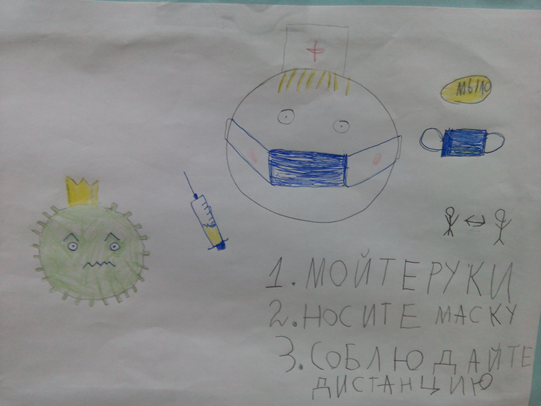 МЫЛО
1. МОЙТЕ РУКИ
2. НОСИТЕ МАСКУ
3. СОБЛЮДАЙТЕ
ДИСТАНЦИЮ